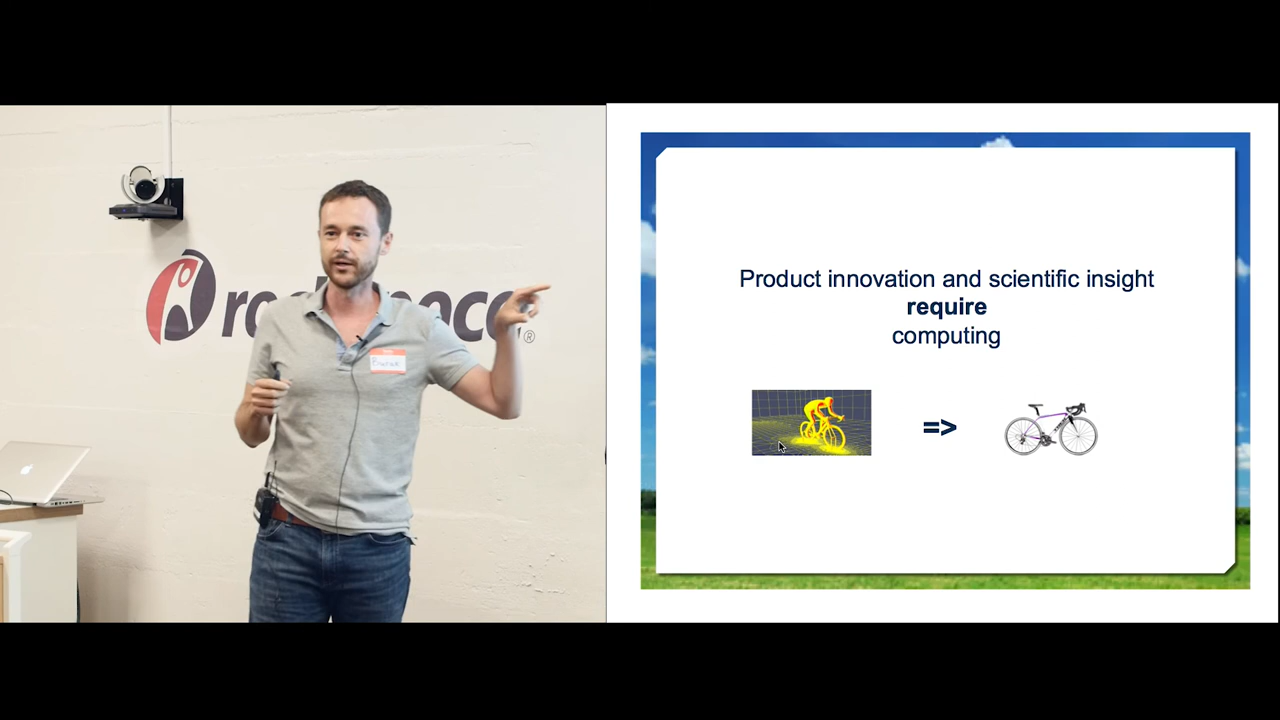 ®
Product innovation and scientific insight
require
computing
=>